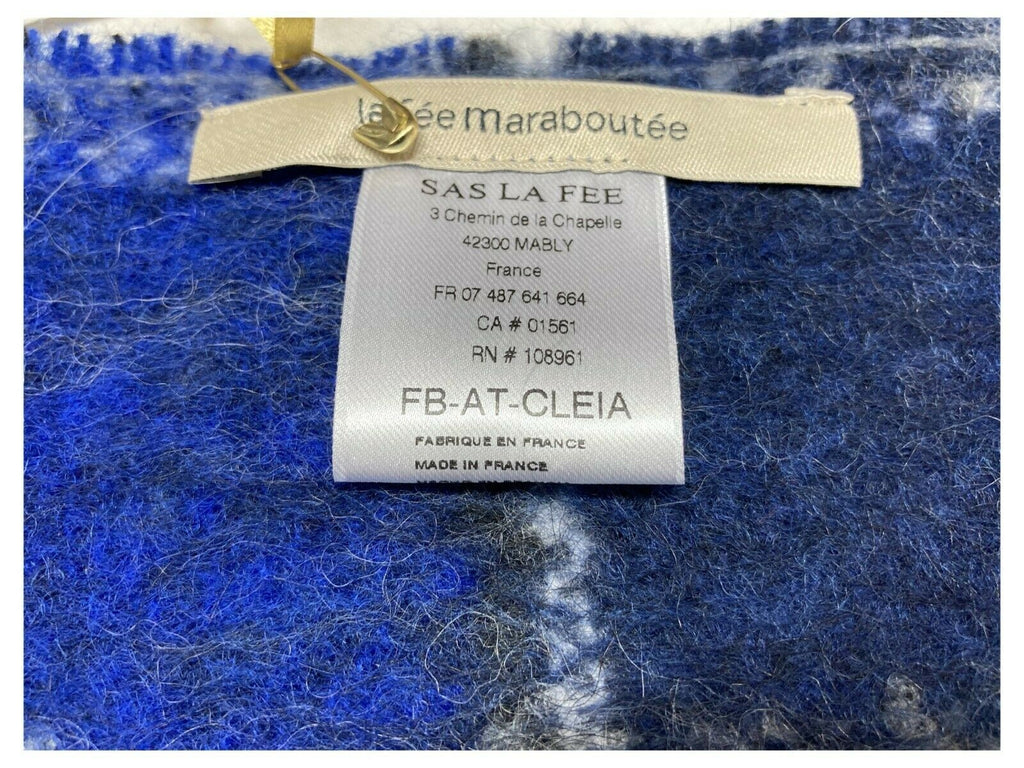 la fée maraboutée
SAS LA FEE
3 Chemin de la Chapelle
42300 MABLY
France
FR 07 487 641 664
CA # 01561
RN # 108961
FB-AT-CLEIA
FABRIQUE EN FRANCE
MADE IN FRANCE